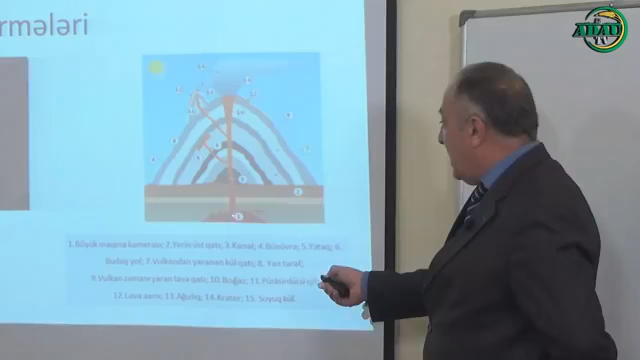 rmələri
ADAU
TV
1.Böyük maqma kamerası; 2.Yerin üst qatı; 3.Kanal; 4.Bünövrə; 5.Yataq; 6.
Budaq yol; 7.Vulkandan yaranan kül qatı; 8. Yan tərəf;
9.Vulkan zamanı yaran lava qatı; 10. Boğaz; 11.
12.Lava axını; 13.Ağızlıq; 14.Krater; 15. Soyuq kül.